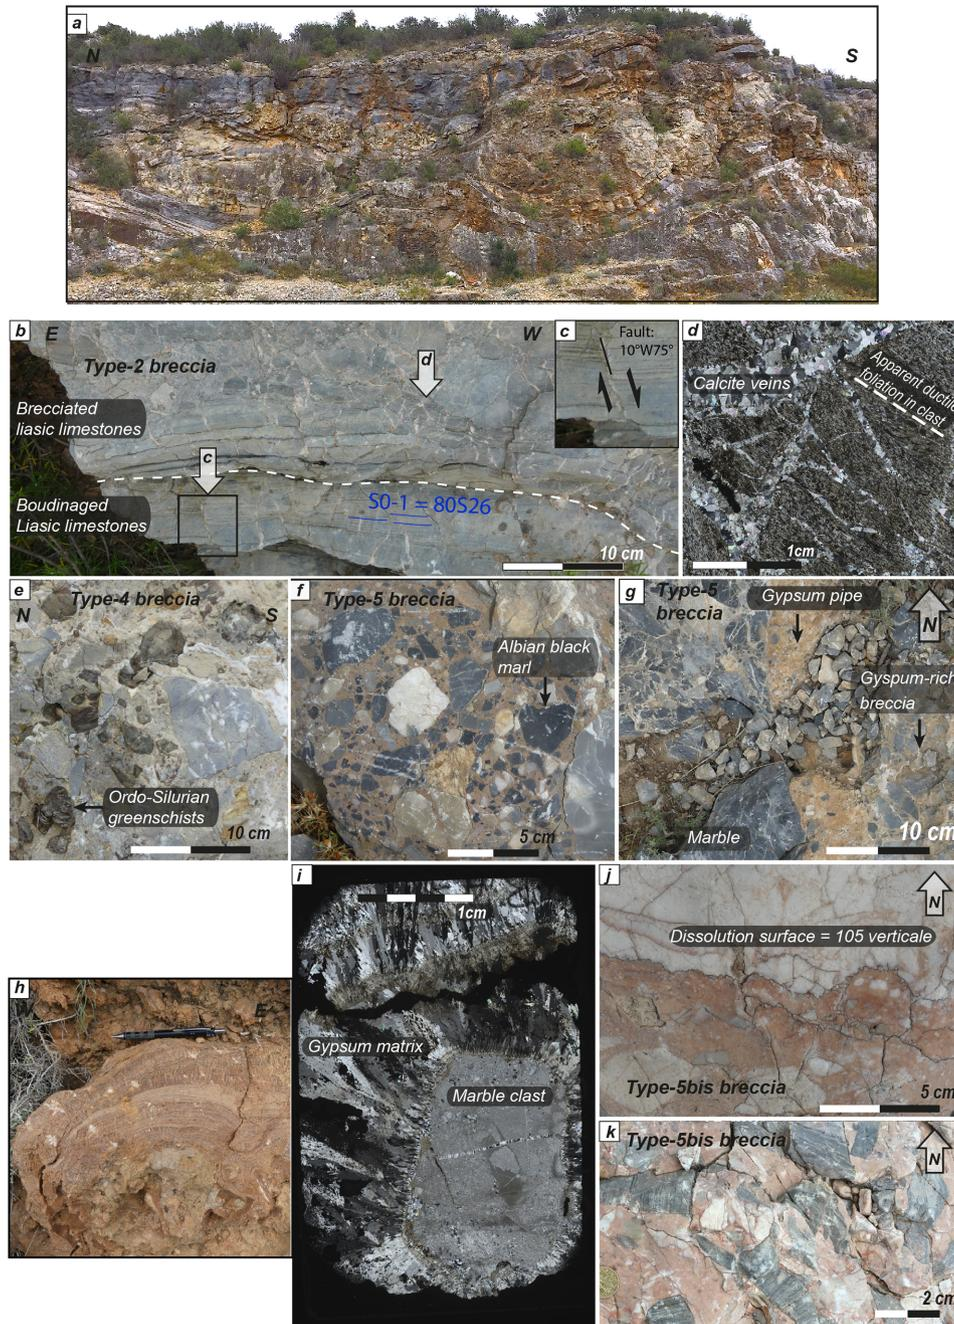 a
N
S
b
E
W
Type-2 breccia
d
Brecciated
liasic limestones
c
Boudinaged
Liasic limestones
S0-1 = 80S26
10 cm
c
Fault:
10°W75°
d
Calcite veins
Apparent ductile
foliation in clast
1cm
e
Type-4 breccia
N
S
Ordo-Silurian
greenschists
10 cm
f
Type-5 breccia
Albian black
marl
5 cm
g
Type-5
breccia
Gypsum pipe
N
Gyspum-rich
breccia
Marble
10 cm
h
i
1cm
Gypsum matrix
Marble clast
j
N
Dissolution surface = 105 verticale
Type-5bis breccia
5 cm
k
Type-5bis breccia
N
2 cm